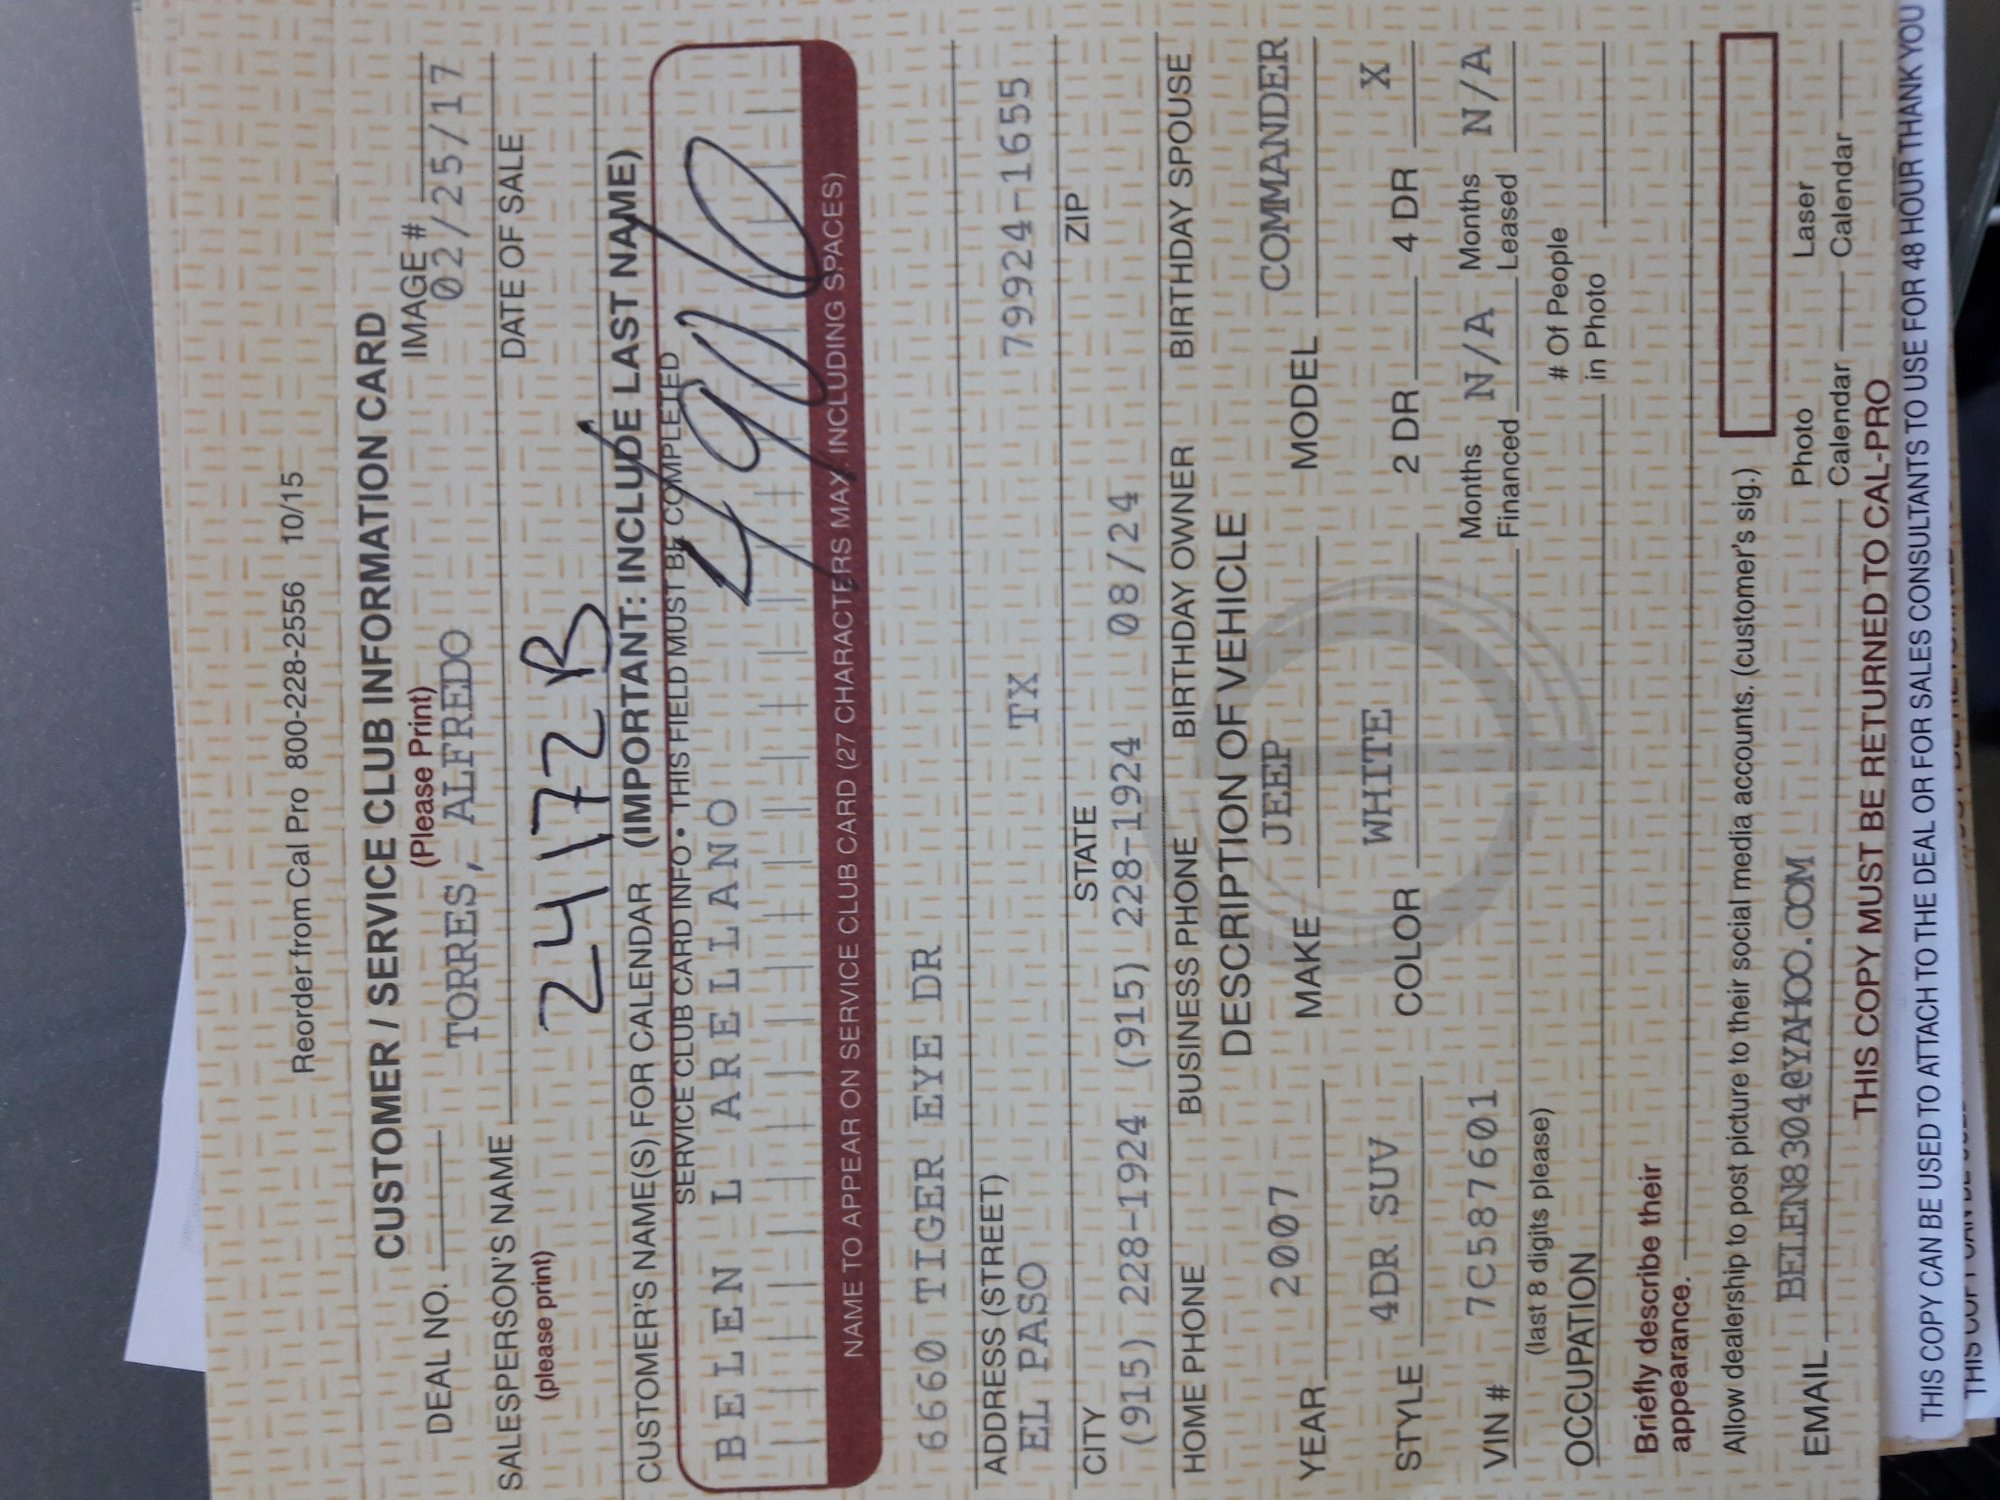 Reorder from Cal Pro 800-228-2556 10/15
CUSTOMER / SERVICE CLUB INFORMATION CARD
(Please Print)
DEAL NO. IMAGE #
TORRES, ALFREDO 02/25/17
SALESPERSON'S NAME DATE OF SALE
(please print)
24172B
CUSTOMER'S NAME(S) FOR CALENDAR (IMPORTANT: INCLUDE LAST NAME)
SERVICE CLUB CARD INFO • THIS FIELD MUST BE COMPLETED
BELEN L ARELLANO
NAME TO APPEAR ON SERVICE CLUB CARD (27 CHARACTERS MAX. INCLUDING SPACES)
6660 TIGER EYE DR
ADDRESS (STREET)
EL PASO TX 79924-1655
CITY STATE ZIP
(915) 228-1924 (915) 228-1924 08/24
HOME PHONE BUSINESS PHONE BIRTHDAY OWNER BIRTHDAY SPOUSE
DESCRIPTION OF VEHICLE
YEAR 2007 MAKE JEEP MODEL COMMANDER
STYLE 4DR SUV COLOR WHITE 2 DR 4 DR X
VIN # 7C587601 Months Financed N/A Months Leased N/A
(last 8 digits please)
OCCUPATION # Of People in Photo
Briefly describe their
appearance.
Allow dealership to post picture to their social media accounts. (customer's sig.)
EMAIL BELEN8304@YAHOO.COM Photo Calendar Laser Calendar
THIS COPY MUST BE RETURNED TO CAL-PRO
THIS COPY CAN BE USED TO ATTACH TO THE DEAL OR FOR SALES CONSULTANTS TO USE FOR 48 HOUR THANK YOU